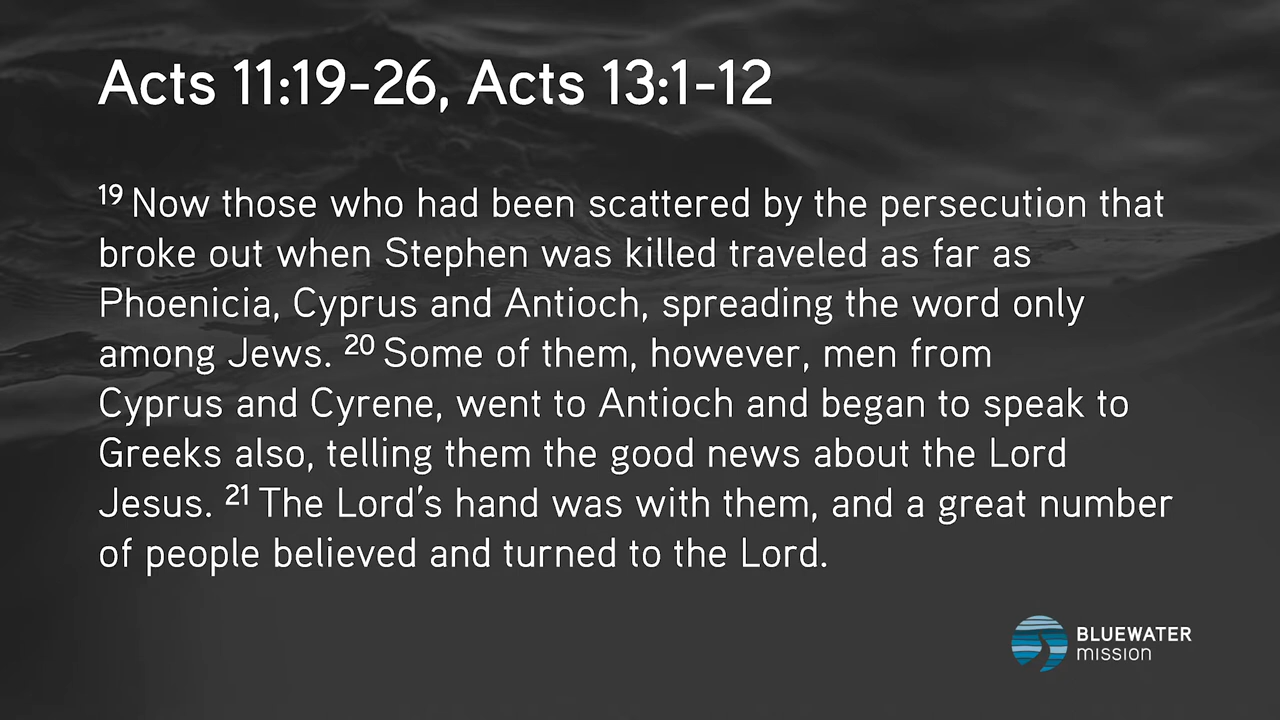 Acts 11:19-26, Acts 13:1-12
19 Now those who had been scattered by the persecution that
broke out when Stephen was killed traveled as far as
Phoenicia, Cyprus and Antioch, spreading the word only
among Jews. 20 Some of them, however, men from
Cyprus and Cyrene, went to Antioch and began to speak to
Greeks also, telling them the good news about the Lord
Jesus. 21 The Lord’s hand was with them, and a great number
of people believed and turned to the Lord.
BLUEWATER
mission